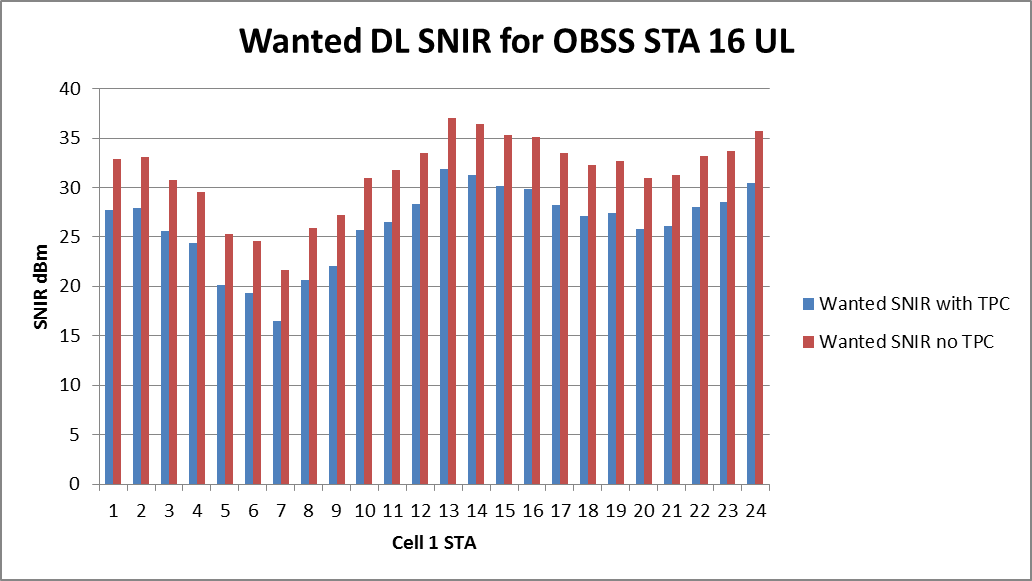 Wanted DL SNIR for OBSS STA 16 UL
40
35
30
25
20
15
10
5
0
SNIR dBm
1 2 3 4 5 6 7 8 9 10 11 12 13 14 15 16 17 18 19 20 21 22 23 24
Cell 1 STA
Wanted SNIR with TPC
Wanted SNIR no TPC